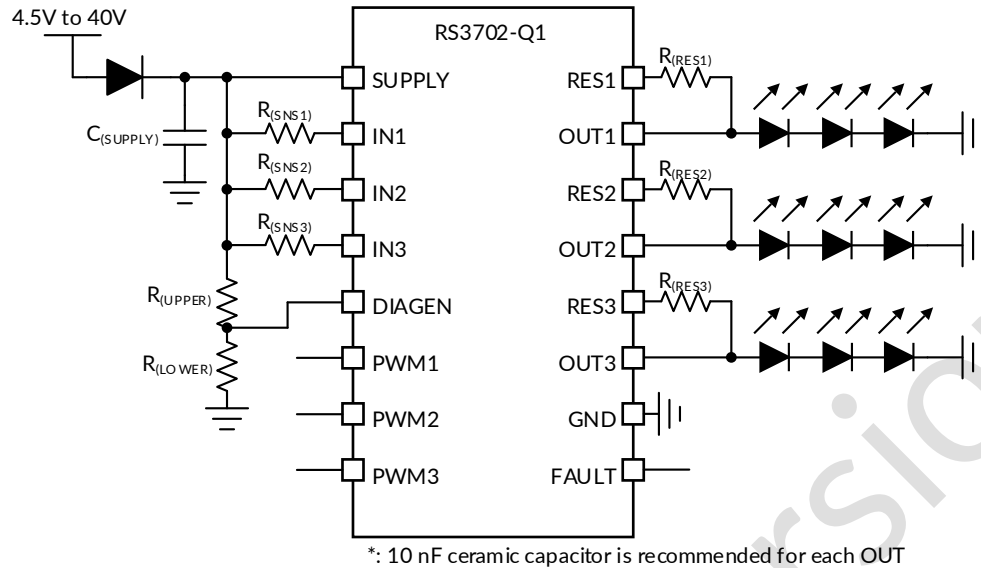 4.5V to 40V
RS3702-Q1
SUPPLY
RES1
R(RES1)
R(SNS1)
C(SUPPLY)
IN1
OUT1
R(SNS2)
IN2
RES2
R(RES2)
R(SNS3)
IN3
OUT2
R(UPPER)
DIAGEN
RES3
R(RES3)
R(LOWER)
PWM1
OUT3
PWM2
GND
PWM3
FAULT
*: 10 nF ceramic capacitor is recommended for each OUT